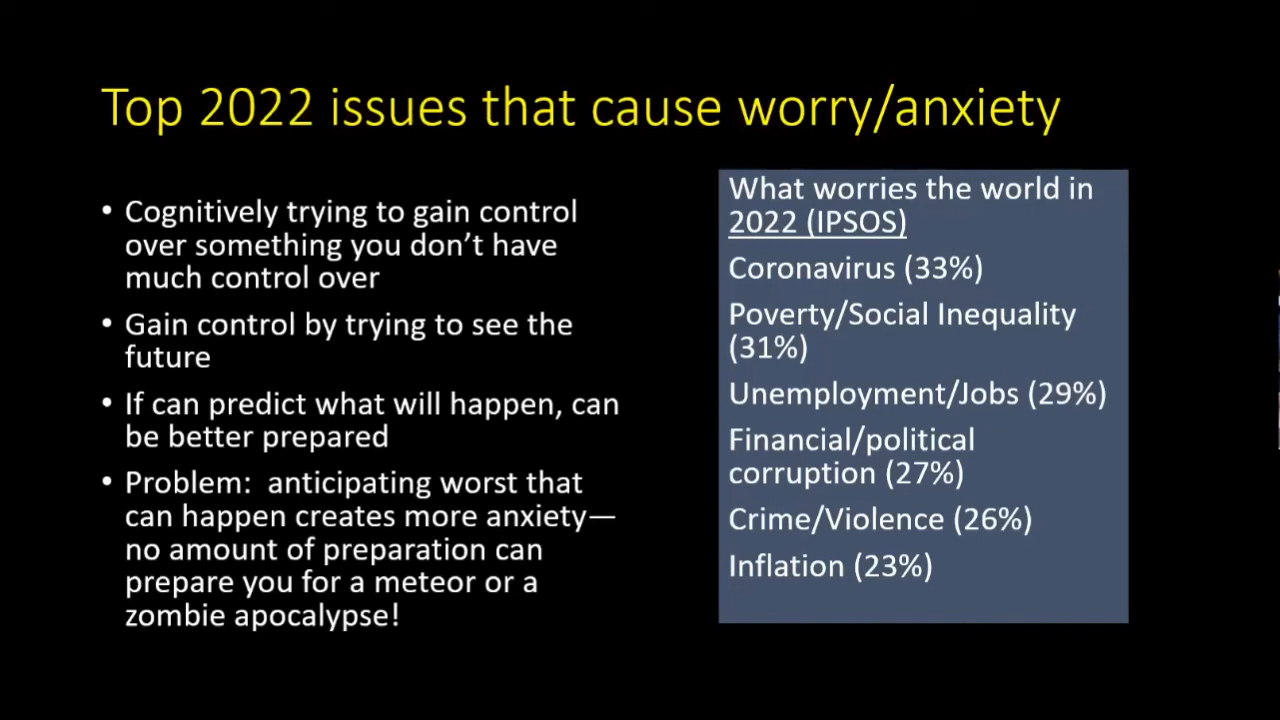 Top 2022 issues that cause worry/anxiety
• Cognitively trying to gain control
over something you don’t have
much control over
• Gain control by trying to see the
future
• If can predict what will happen, can
be better prepared
• Problem:  anticipating worst that
can happen creates more anxiety—
no amount of preparation can
prepare you for a meteor or a
zombie apocalypse!
What worries the world in
2022 (IPSOS)
Coronavirus (33%)
Poverty/Social Inequality
(31%)
Unemployment/Jobs (29%)
Financial/political
corruption (27%)
Crime/Violence (26%)
Inflation (23%)